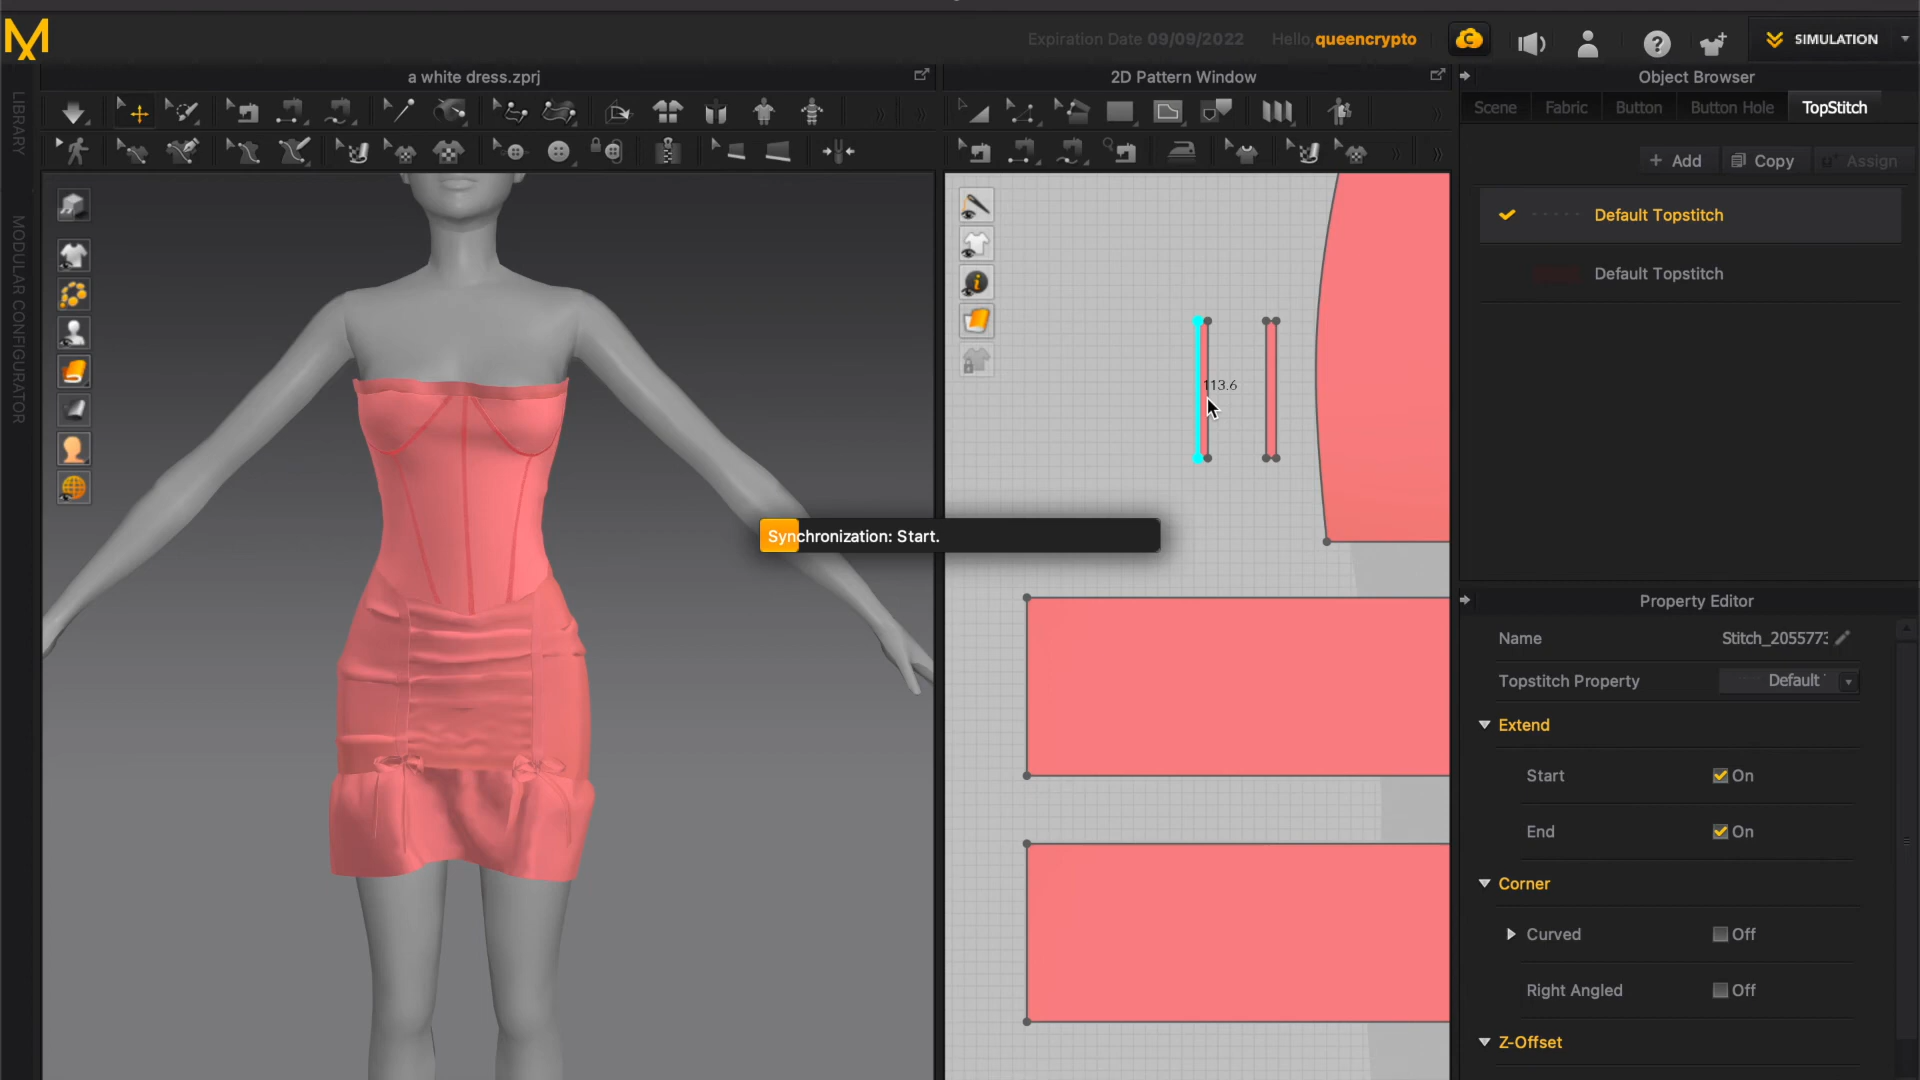 Expiration Date 09/09/2022 Hello, queencrypto
SIMULATION
a white dress.zprj
2D Pattern Window
Object Browser
Scene Fabric Button Button Hole TopStitch
+ Add Copy Assign
Default Topstitch
Default Topstitch
LIBRARY
MODULAR CONFIGURATOR
113.6
Synchronization: Start.
Property Editor
Name Stitch_2055773
Topstitch Property Default
Extend
Start On
End On
Corner
Curved Off
Right Angled Off
Z-Offset